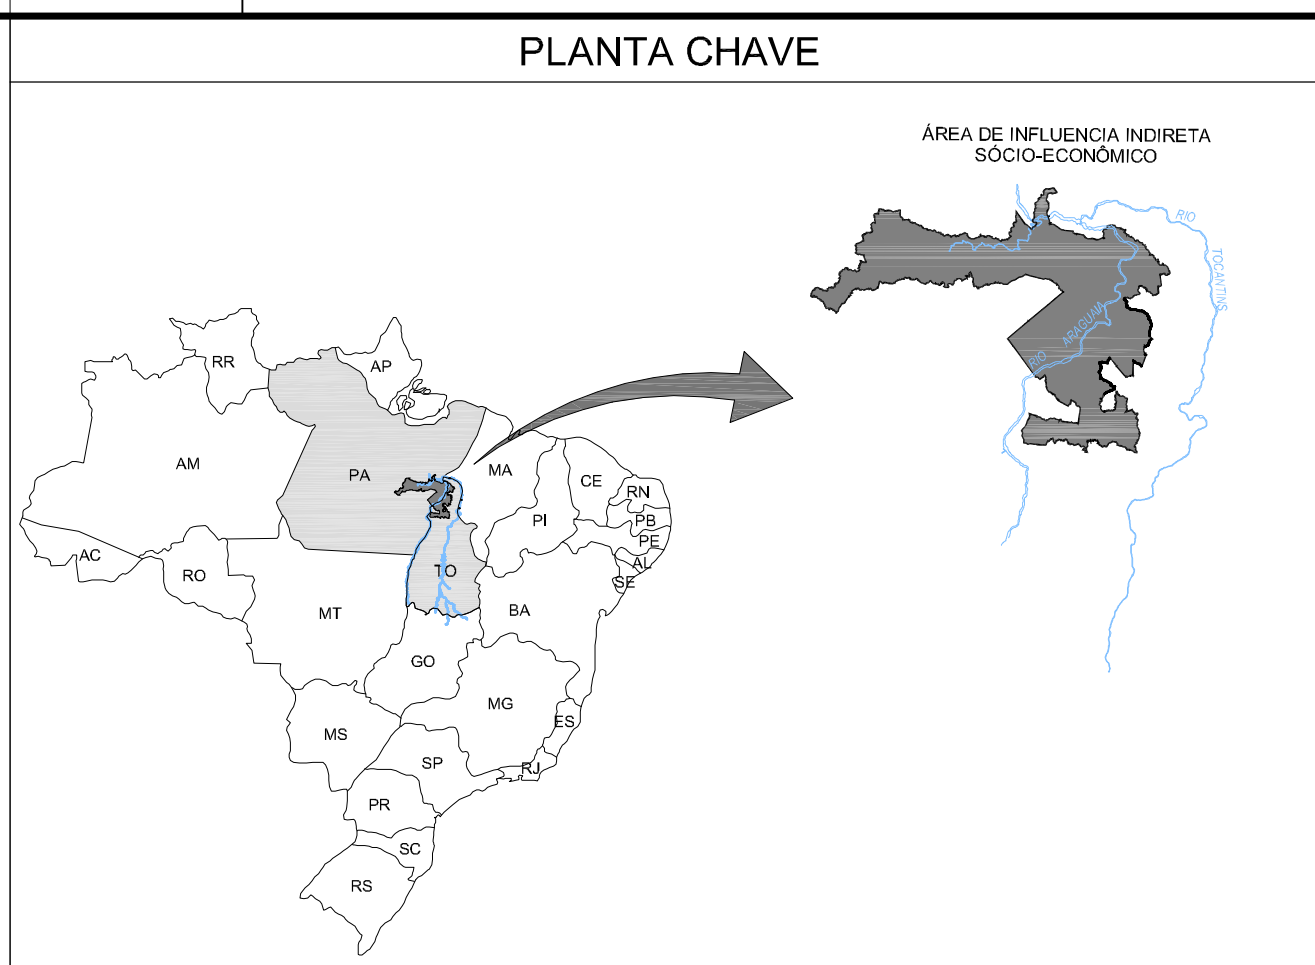 PLANTA CHAVE
ÁREA DE INFLUENCIA INDIRETA
SÓCIO-ECONÔMICO
RIO
TOCANTINS
RIO ARAGUAIA
RR
AP
AM
PA
MA
CE
RN
PB
PE
AL
SE
PI
AC
RO
TO
MT
BA
GO
MG
ES
MS
SP
RJ
PR
SC
RS